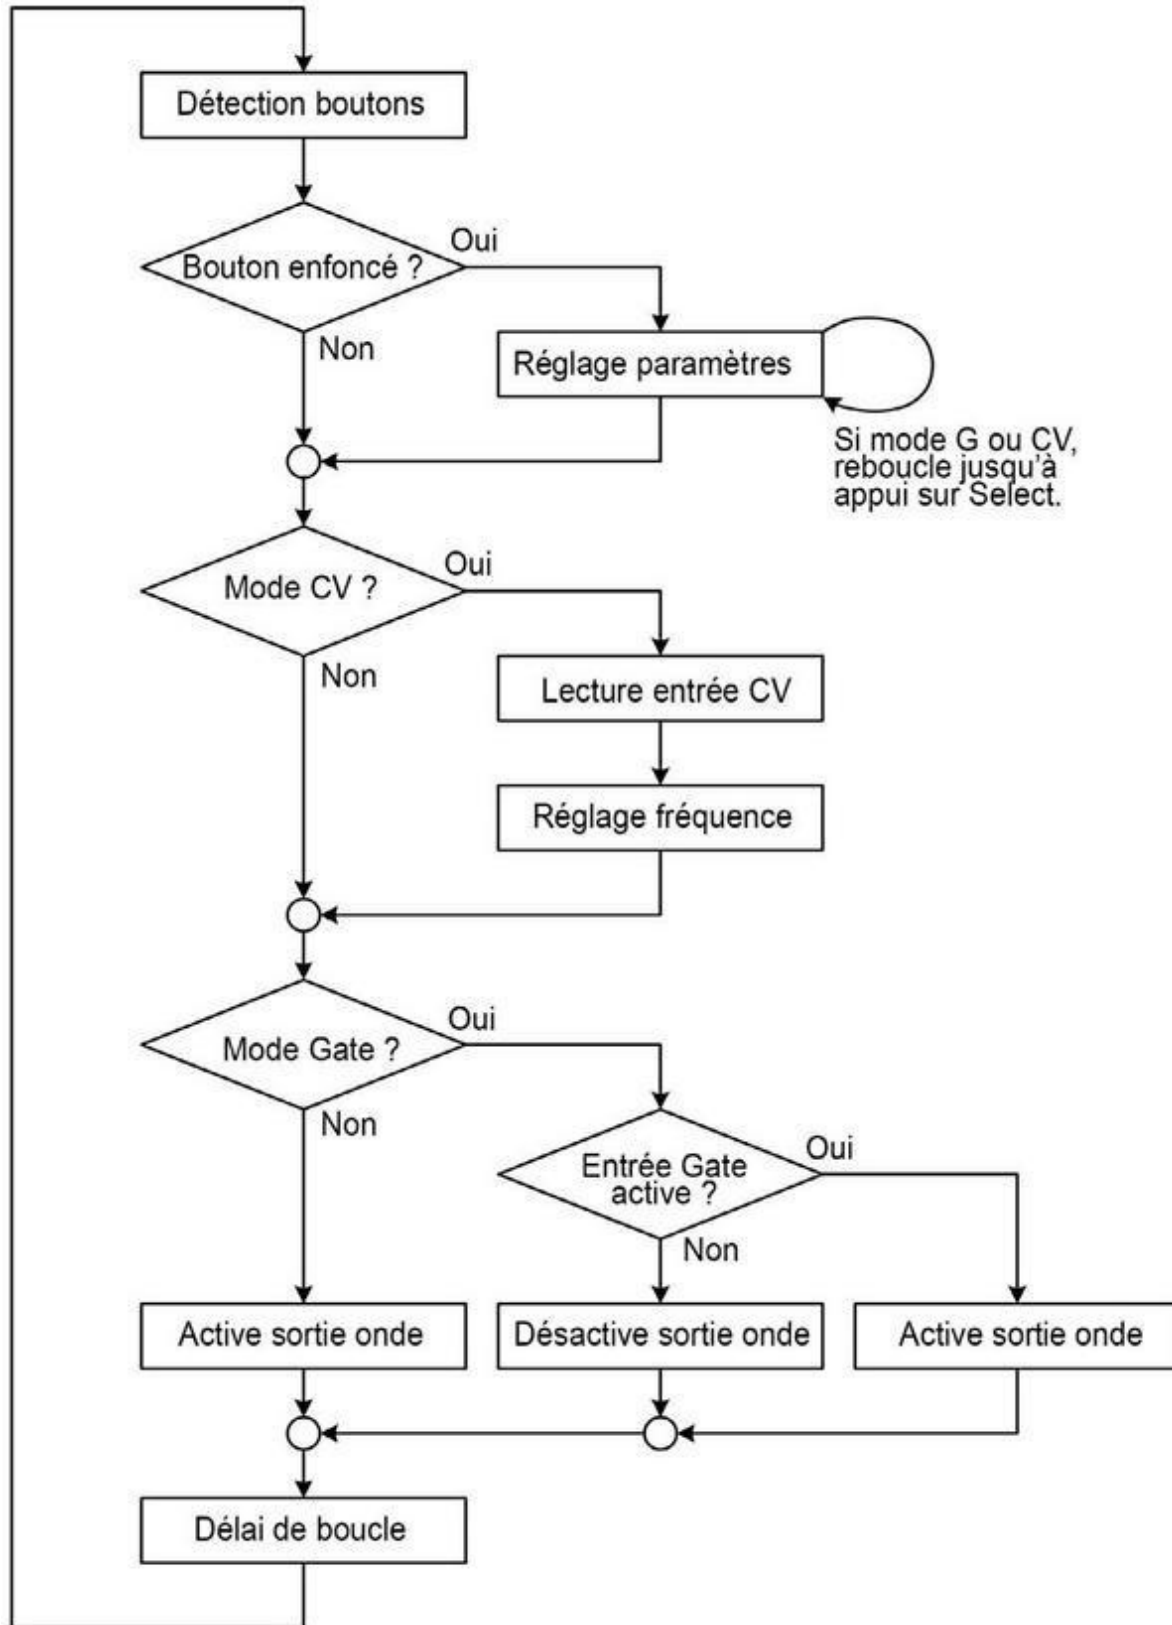 Détection boutons
Bouton enfoncé ?
Oui
Non
Réglage paramètres
Si mode G ou CV,
reboucle jusqu'à
appui sur Select.
Mode CV ?
Oui
Non
Lecture entrée CV
Réglage fréquence
Mode Gate ?
Oui
Non
Entrée Gate
active ?
Oui
Non
Active sortie onde
Désactive sortie onde
Active sortie onde
Délai de boucle